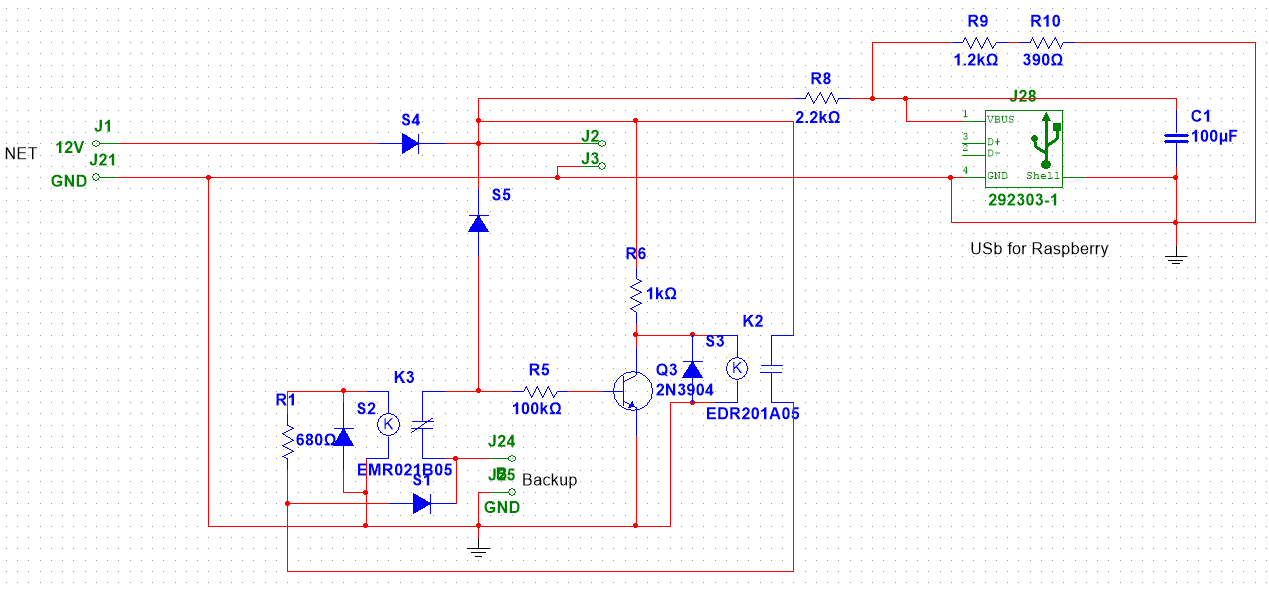 R9 R10
1.2kΩ 390Ω
R8
2.2kΩ
J28
1 VBUS
3 D+
2 D-
4 GND Shell
292303-1
C1
100µF
USb for Raspberry
J1
NET 12V
J21
GND
S4
J2
J3
S5
R6
1kΩ
K2
S3
K
Q3
2N3904
EDR201A05
R5
100kΩ
K3
R1
S2
K
680Ω
EMR021B05
S1
J24
Backup
GND